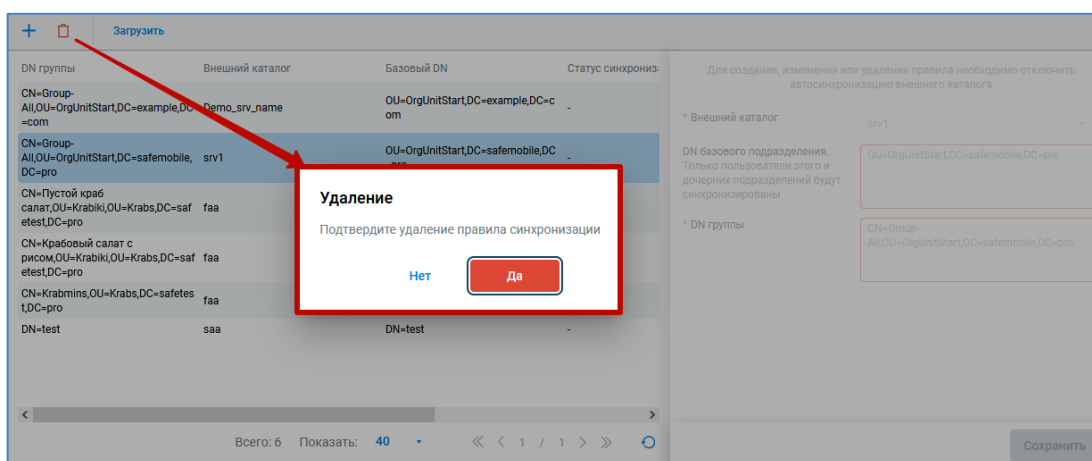 Загрузить
DN группы Внешний каталог Базовый DN Статус синхрониз
CN=Group-
All,OU=OrgUnitStart,DC=example,DC
=com
Demo_srv_name
OU=OrgUnitStart,DC=example,DC=c
om
-
CN=Group-
All,OU=OrgUnitStart,DC=safemobile,
DC=pro
srv1
OU=OrgUnitStart,DC=safemobile,DC
-
CN=Пустой краб
салат,OU=Krabiki,OU=Krabs,DC=saf
etest,DC=pro
faa
CN=Крабовый салат с
рисом,OU=Krabiki,OU=Krabs,DC=saf
etest,DC=pro
faa
CN=Krabmins,OU=Krabs,DC=safetes
t,DC=pro
faa
DN=test saa DN=test -
Всего: 6 Показать: 40 1 / 1
Удаление
Подтвердите удаление правила синхронизации
Нет Да
Для создания, изменения или удаления правила необходимо отключить
автосинхронизацию внешнего каталога
* Внешний каталог
srv1
DN базового подразделения.
Только пользователи этого и
дочерних подразделений будут
синхронизированы
OU=OrgUnitStart,DC=safemobile,DC=pro
* DN группы
CN=Group-
All,OU=OrgUnitStart,DC=safemobile,DC=pro
Сохранить